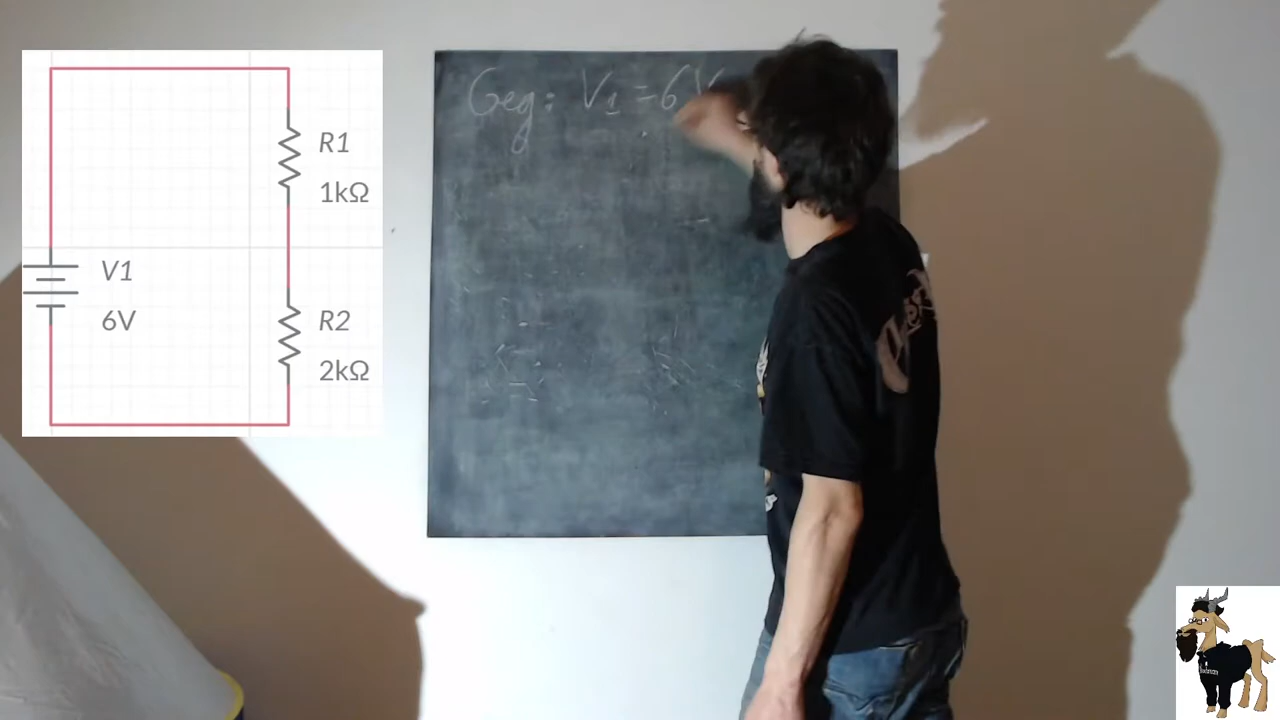 R1
1kΩ
V1
6V
R2
2kΩ
Geg: V1 = 6V